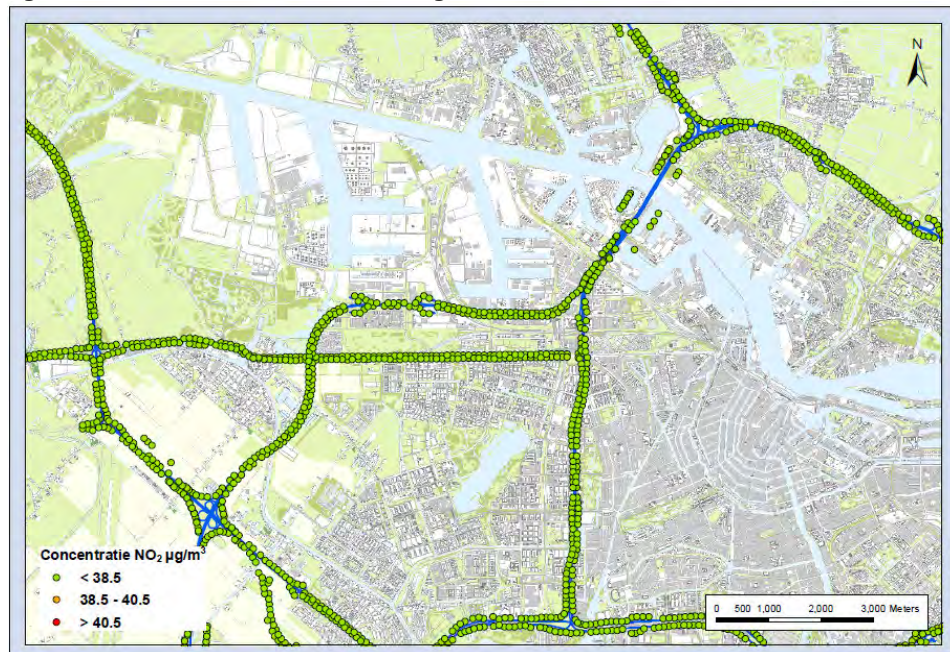 N
Concentratie NO₂ µg/m³
< 38.5
38.5 - 40.5
> 40.5
0 500 1,000 2,000 3,000 Meters